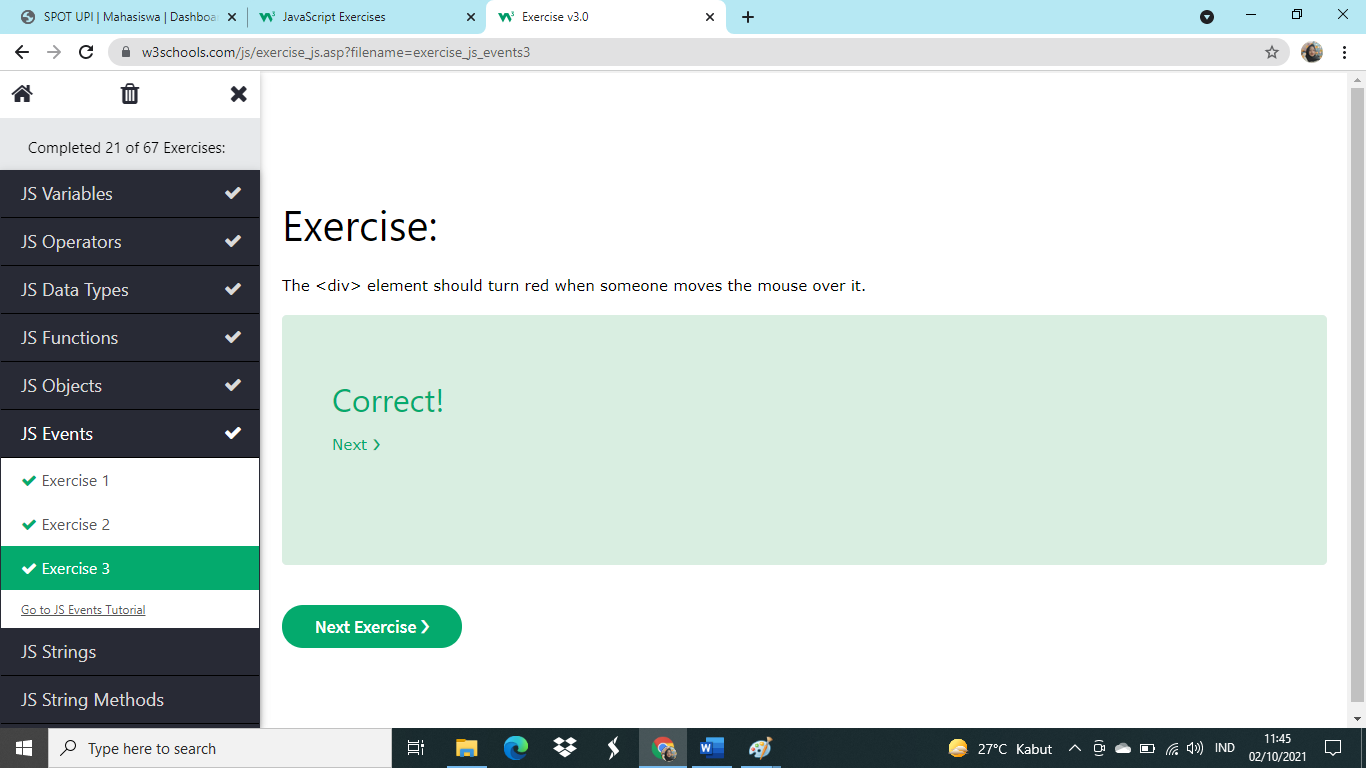 SPOT UPI | Mahasiswa | Dashboa
JavaScript Exercises
Exercise v3.0
w3schools.com/js/exercise_js.asp?filename=exercise_js_events3
Completed 21 of 67 Exercises:
JS Variables
JS Operators
JS Data Types
JS Functions
JS Objects
JS Events
Exercise 1
Exercise 2
Exercise 3
Go to JS Events Tutorial
JS Strings
JS String Methods
Exercise:
The <div> element should turn red when someone moves the mouse over it.
Correct!
Next ❯
Next Exercise ❯
Type here to search
27°C Kabut
IND
11:45
02/10/2021